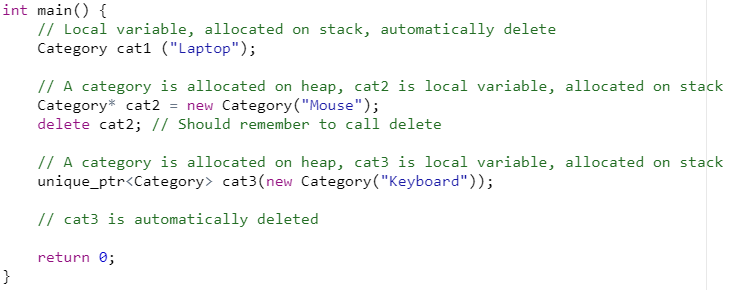 int main() {
    // Local variable, allocated on stack, automatically delete
    Category cat1 ("Laptop");
    // A category is allocated on heap, cat2 is local variable, allocated on stack
    Category* cat2 = new Category("Mouse");
    delete cat2; // Should remember to call delete
    // A category is allocated on heap, cat3 is local variable, allocated on stack
    unique_ptr<Category> cat3(new Category("Keyboard"));
    // cat3 is automatically deleted
    return 0;
}